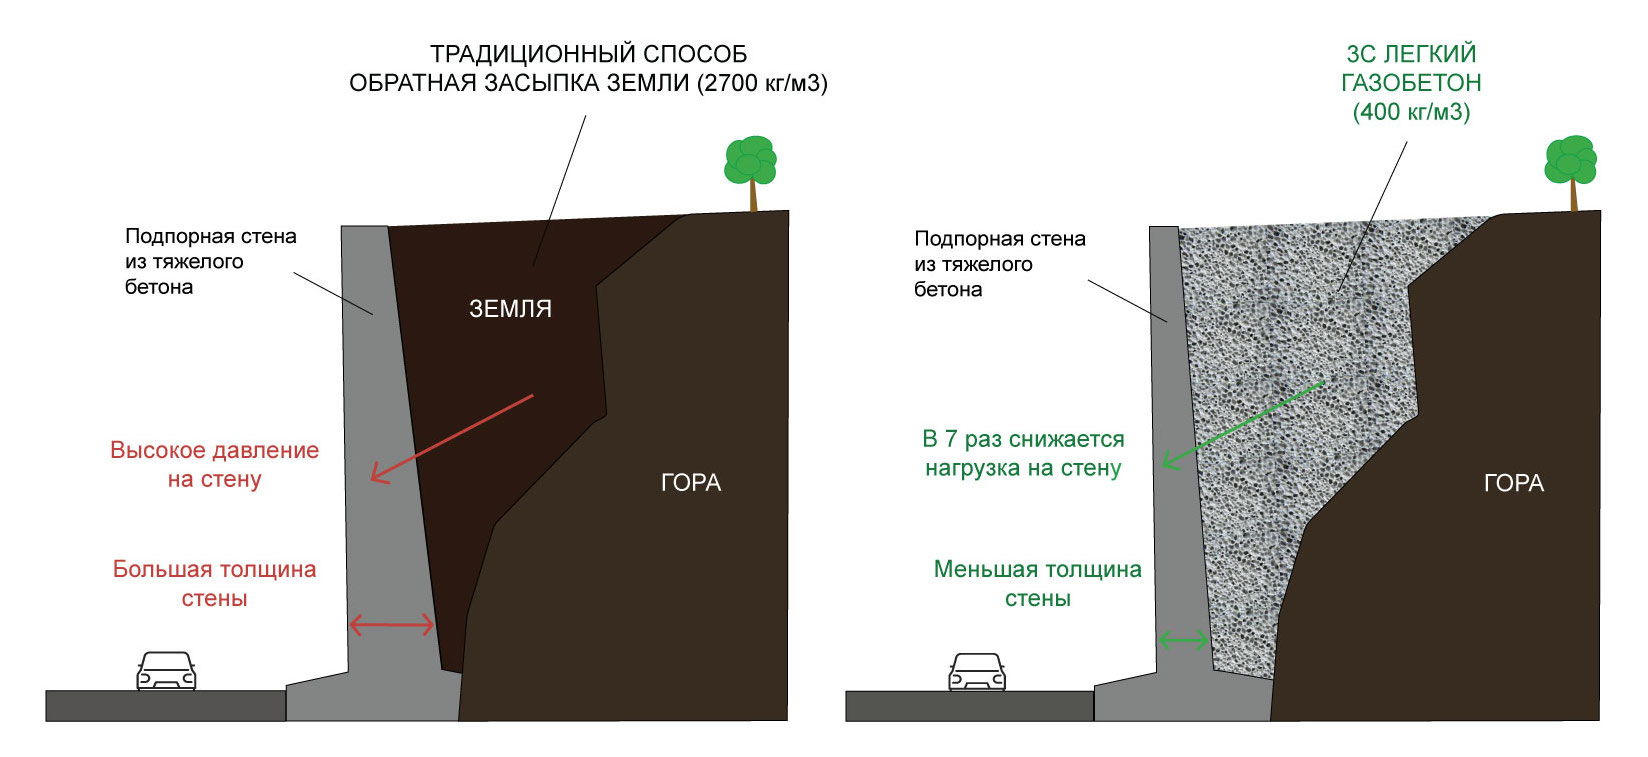 ТРАДИЦИОННЫЙ СПОСОБ
ОБРАТНАЯ ЗАСЫПКА ЗЕМЛИ (2700 кг/м3)
Подпорная стена
из тяжелого
бетона
ЗЕМЛЯ
Высокое давление
на стену
ГОРА
Большая толщина
стены
3С ЛЕГКИЙ
ГАЗОБЕТОН
(400 кг/м3)
Подпорная стена
из тяжелого
бетона
В 7 раз снижается
нагрузка на стену
ГОРА
Меньшая толщина
стены